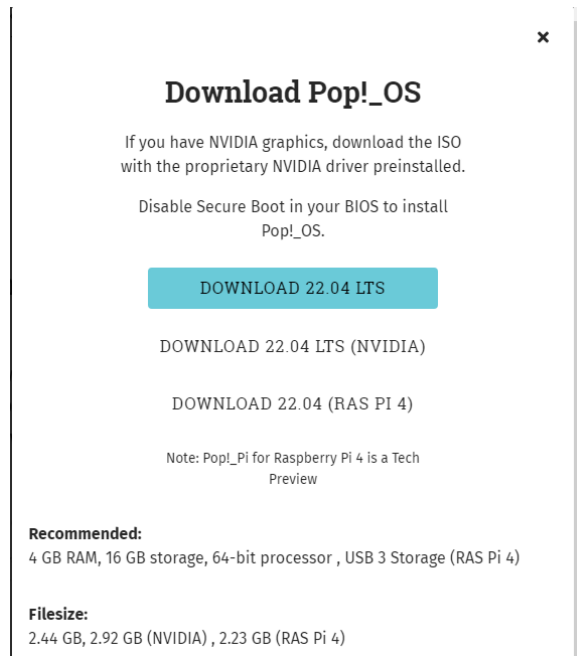 Download Pop!_OS
If you have NVIDIA graphics, download the ISO
with the proprietary NVIDIA driver preinstalled.
Disable Secure Boot in your BIOS to install
Pop!_OS.
DOWNLOAD 22.04 LTS
DOWNLOAD 22.04 LTS (NVIDIA)
DOWNLOAD 22.04 (RAS PI 4)
Note: Pop!_Pi for Raspberry Pi 4 is a Tech
Preview
Recommended:
4 GB RAM, 16 GB storage, 64-bit processor , USB 3 Storage (RAS Pi 4)
Filesize:
2.44 GB, 2.92 GB (NVIDIA) , 2.23 GB (RAS Pi 4)